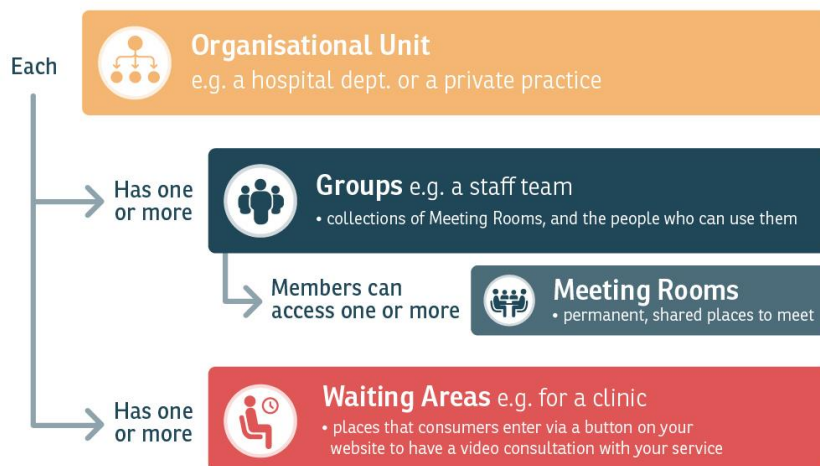 Each
Organisational Unit
e.g. a hospital dept. or a private practice
Has one
or more
Groups e.g. a staff team
• collections of Meeting Rooms, and the people who can use them
Members can
access one or more
Meeting Rooms
• permanent, shared places to meet
Has one
or more
Waiting Areas e.g. for a clinic
• places that consumers enter via a button on your
website to have a video consultation with your service